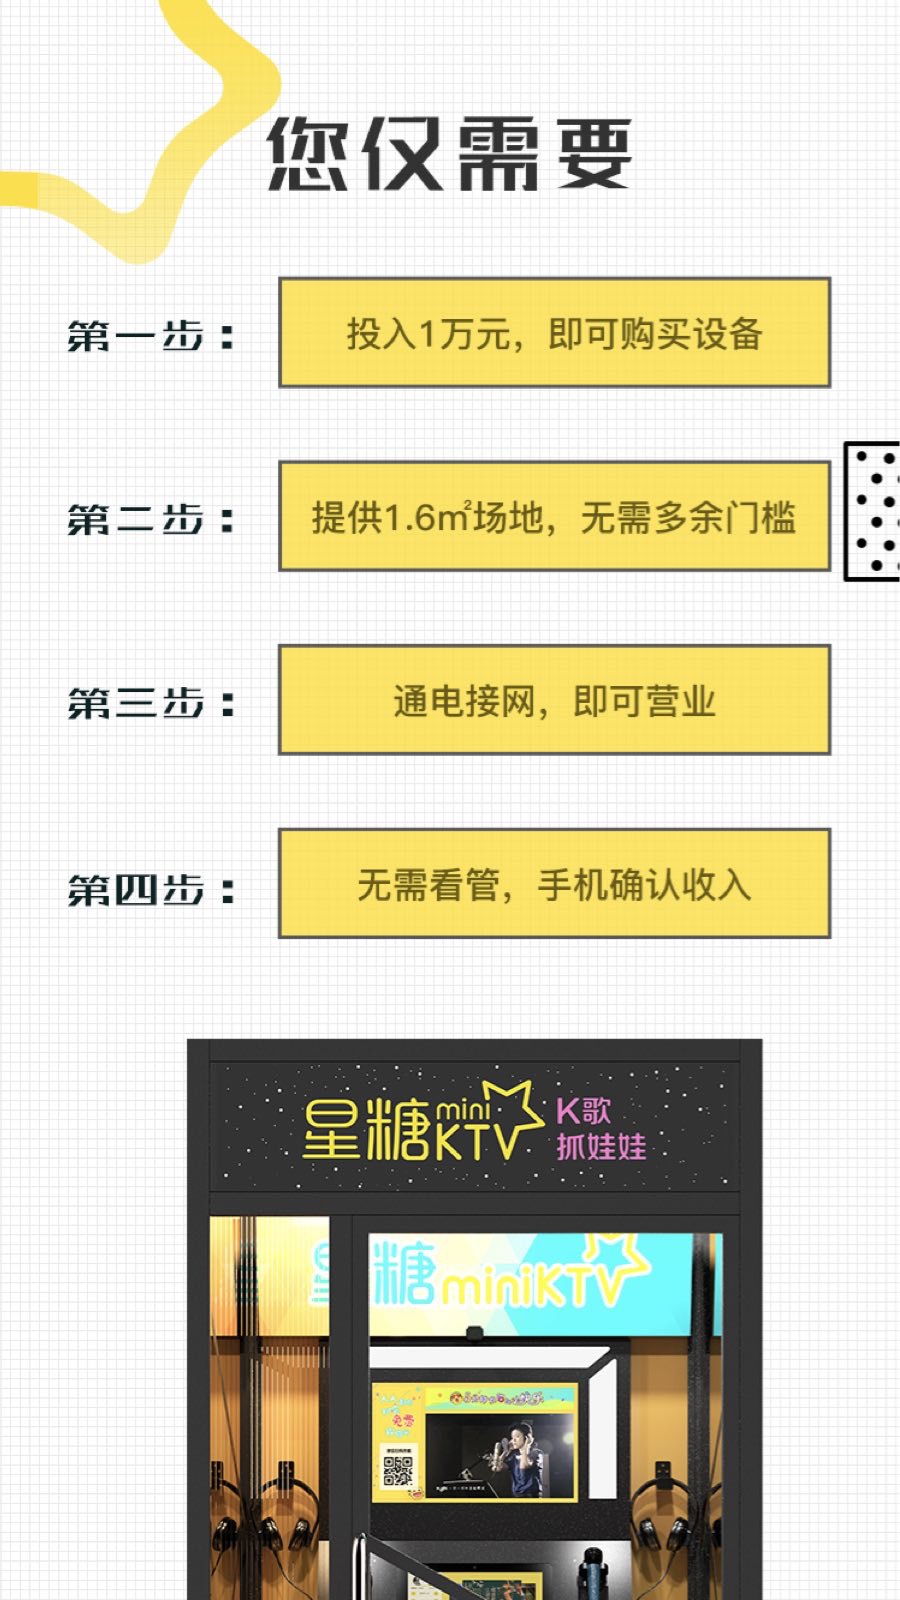 您仅需要
第一步：
投入1万元，即可购买设备
第二步：
提供1.6㎡场地，无需多余门槛
第三步：
通电接网，即可营业
第四步：
无需看管，手机确认收入
星糖mini KTV
K歌
抓娃娃
星糖miniKTV
免费